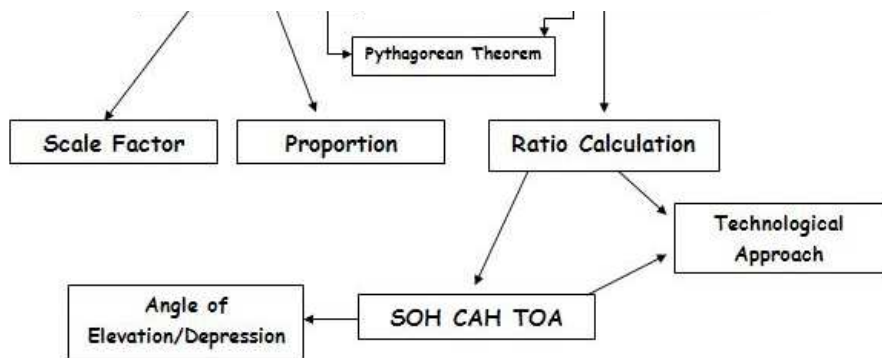 Pythagorean Theorem
Scale Factor
Proportion
Ratio Calculation
Technological
Approach
Angle of
Elevation/Depression
SOH CAH TOA